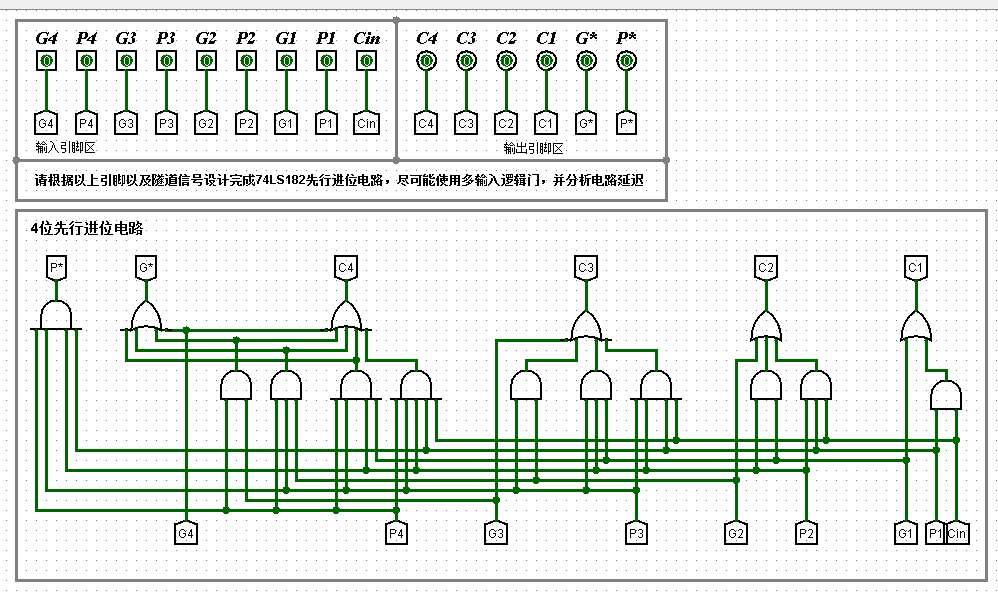 G4 P4 G3 P3 G2 P2 G1 P1 Cin C4 C3 C2 C1 G* P*
0 0 0 0 0 0 0 0 0 0 0 0 0 0 0
G4 P4 G3 P3 G2 P2 G1 P1 Cin C4 C3 C2 C1 G* P*
输入引脚区 输出引脚区
请根据以上引脚以及隧道信号设计完成74LS182先行进位电路，尽可能使用多输入逻辑门，并分析电路延迟
4位先行进位电路
P* G* C4 C3 C2 C1
G4 P4 G3 P3 G2 P2 G1 P1 Cin